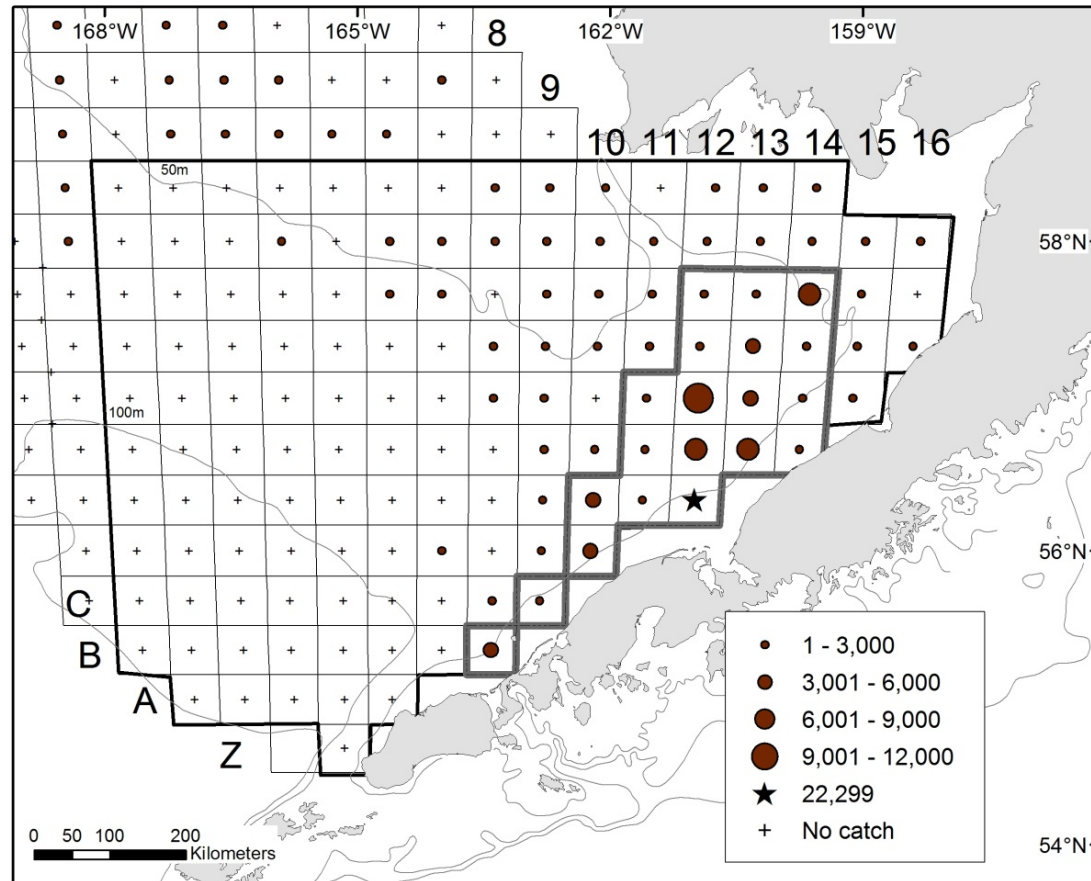 168°W 165°W 162°W 159°W
8
9
10 11 12 13 14 15 16
50m
58°N
100m
56°N
C
B
A
Z
1 - 3,000
3,001 - 6,000
6,001 - 9,000
9,001 - 12,000
22,299
No catch
0 50 100 200
Kilometers
54°N